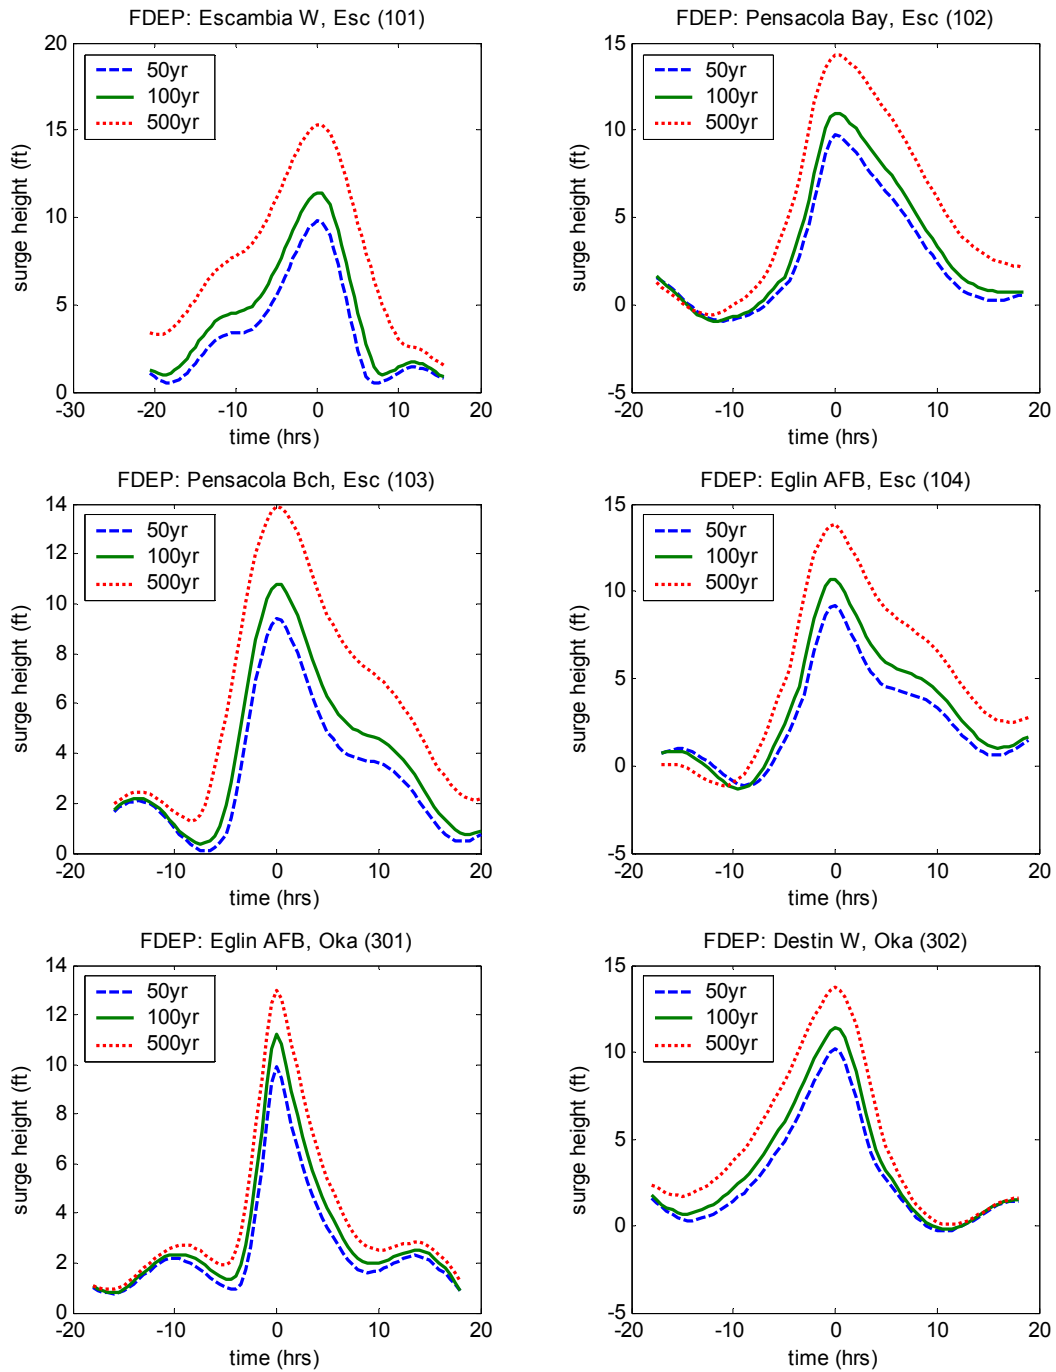 FDEP: Escambia W, Esc (101)
20
15
10
5
0
surge height (ft)
50yr
100yr
500yr
-30
-20
-10
0
10
20
time (hrs)
FDEP: Pensacola Bay, Esc (102)
15
10
5
0
-5
surge height (ft)
50yr
100yr
500yr
-20
-10
0
10
20
time (hrs)
FDEP: Pensacola Bch, Esc (103)
14
12
10
8
6
4
2
0
surge height (ft)
50yr
100yr
500yr
-20
-10
0
10
20
time (hrs)
FDEP: Eglin AFB, Esc (104)
15
10
5
0
-5
surge height (ft)
50yr
100yr
500yr
-20
-10
0
10
20
time (hrs)
FDEP: Eglin AFB, Oka (301)
14
12
10
8
6
4
2
0
surge height (ft)
50yr
100yr
500yr
-20
-10
0
10
20
time (hrs)
FDEP: Destin W, Oka (302)
15
10
5
0
-5
surge height (ft)
50yr
100yr
500yr
-20
-10
0
10
20
time (hrs)